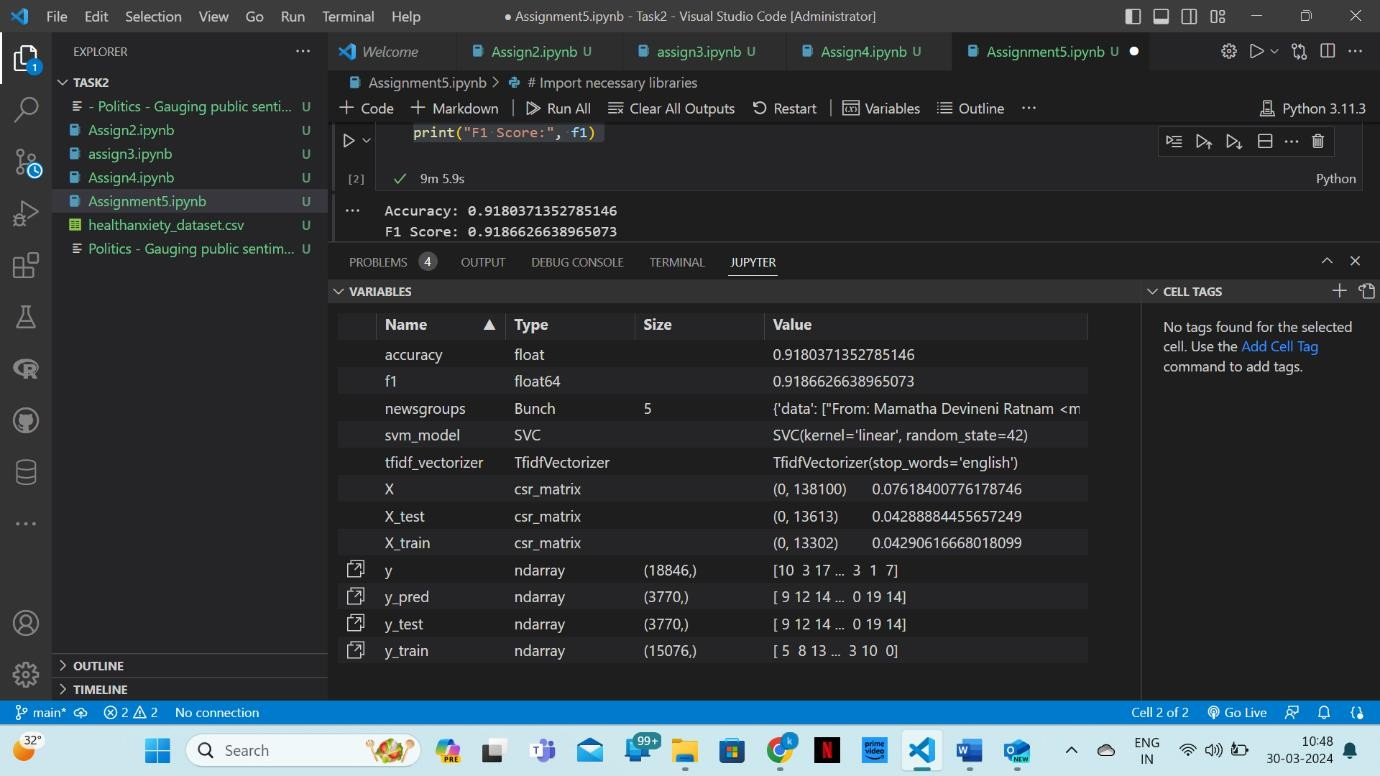 File Edit Selection View Go Run Terminal Help
● Assignment5.ipynb - Task2 - Visual Studio Code [Administrator]
EXPLORER
Welcome Assign2.ipynb U assign3.ipynb U Assign4.ipynb U Assignment5.ipynb U
TASK2
- Politics - Gauging public senti... U
Assign2.ipynb U
assign3.ipynb U
Assign4.ipynb U
Assignment5.ipynb U
healthanxiety_dataset.csv U
Politics - Gauging public sentim... U
OUTLINE
TIMELINE
1
Assignment5.ipynb > # Import necessary libraries
+ Code + Markdown Run All Clear All Outputs Restart Variables Outline ... Python 3.11.3
print("F1 Score:", f1)
[2] ✓ 9m 5.9s Python
... Accuracy: 0.9180371352785146
F1 Score: 0.9186626638965073
PROBLEMS 4 OUTPUT DEBUG CONSOLE TERMINAL JUPYTER
VARIABLES
Name ▲ Type Size Value
accuracy float 0.9180371352785146
f1 float64 0.9186626638965073
newsgroups Bunch 5 {'data': ["From: Mamatha Devineni Ratnam <m
svm_model SVC SVC(kernel='linear', random_state=42)
tfidf_vectorizer TfidfVectorizer TfidfVectorizer(stop_words='english')
X csr_matrix (0, 138100) 0.07618400776178746
X_test csr_matrix (0, 13613) 0.04288884455657249
X_train csr_matrix (0, 13302) 0.04290616668018099
y ndarray (18846,) [10 3 17 ... 3 1 7]
y_pred ndarray (3770,) [ 9 12 14 ... 0 19 14]
y_test ndarray (3770,) [ 9 12 14 ... 0 19 14]
y_train ndarray (15076,) [ 5 8 13 ... 3 10 0]
CELL TAGS
No tags found for the selected
cell. Use the Add Cell Tag
command to add tags.
main* 2 2 No connection Cell 2 of 2 Go Live
32° Search PRE 99+ k N prime video W NEW ENG IN 10:48
30-03-2024